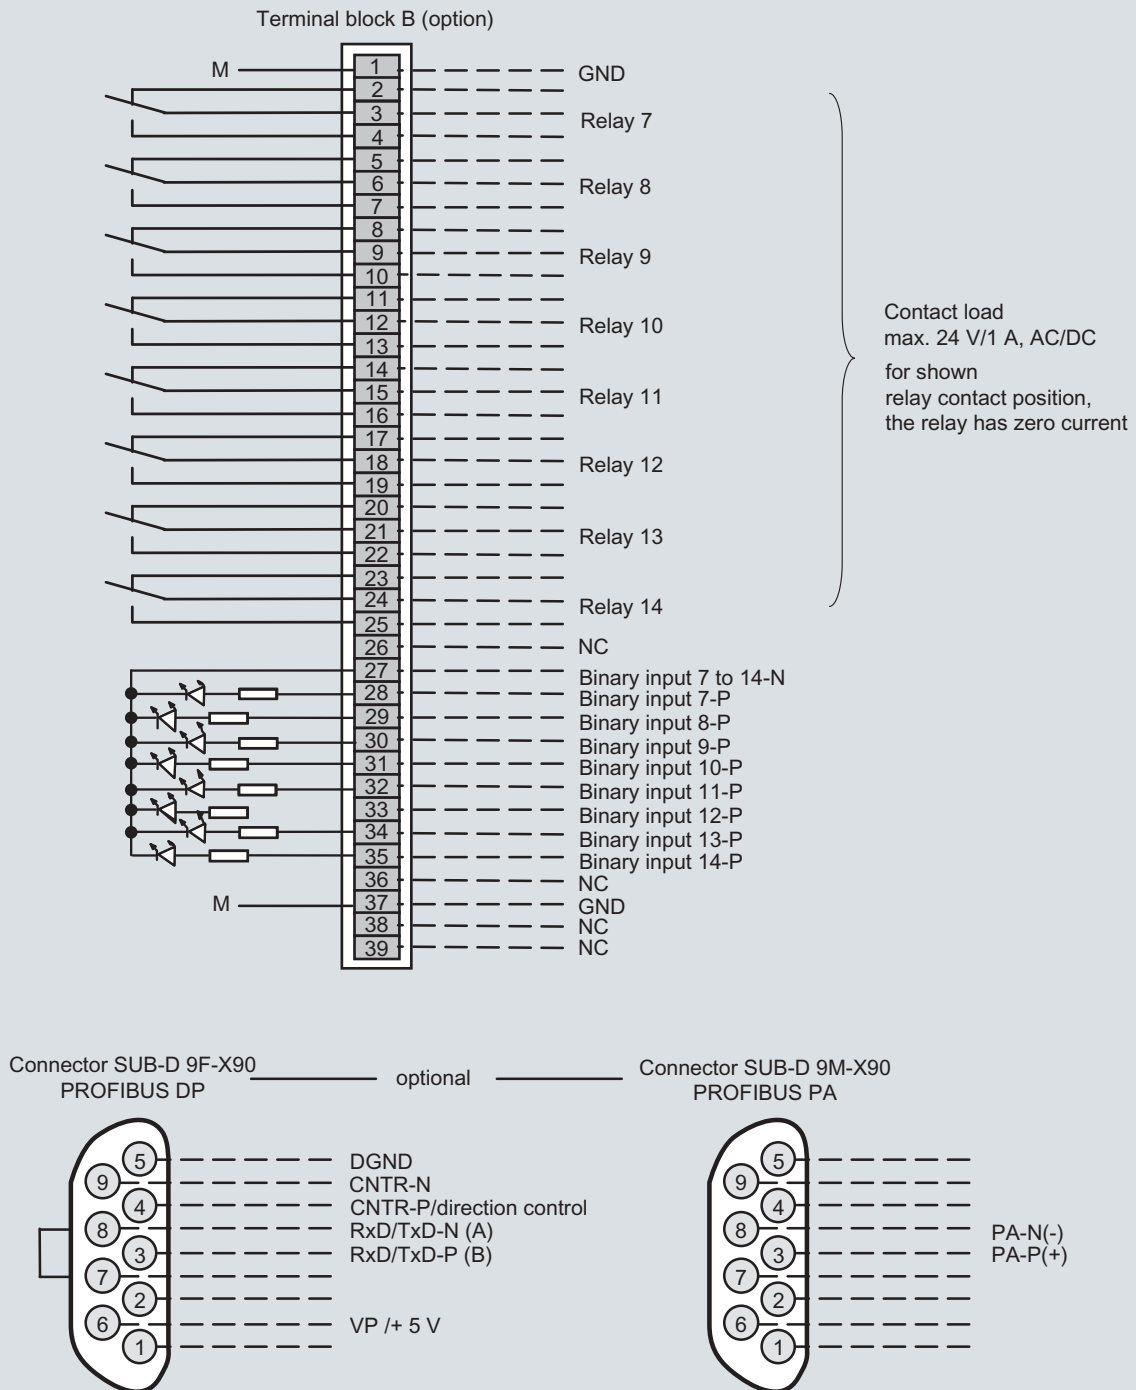 Terminal block B (option)
M 1 GND
2
3 Relay 7
4
5
6 Relay 8
7
8
9 Relay 9
10
11
12 Relay 10
13
14
15 Relay 11
16
17
18 Relay 12
19
20
21 Relay 13
22
23
24 Relay 14
25
Contact load
max. 24 V/1 A, AC/DC
for shown
relay contact position,
the relay has zero current
26 NC
27 Binary input 7 to 14-N
28 Binary input 7-P
29 Binary input 8-P
30 Binary input 9-P
31 Binary input 10-P
32 Binary input 11-P
33 Binary input 12-P
34 Binary input 13-P
35 Binary input 14-P
36 NC
M 37 GND
38 NC
39 NC
Connector SUB-D 9F-X90
PROFIBUS DP
optional
Connector SUB-D 9M-X90
PROFIBUS PA
5 DGND
9 CNTR-N
4 CNTR-P/direction control
8 RxD/TxD-N (A)
3 RxD/TxD-P (B)
7
2
6 VP /+ 5 V
1
5
9
4
8 PA-N(-)
3 PA-P(+)
7
2
6
1